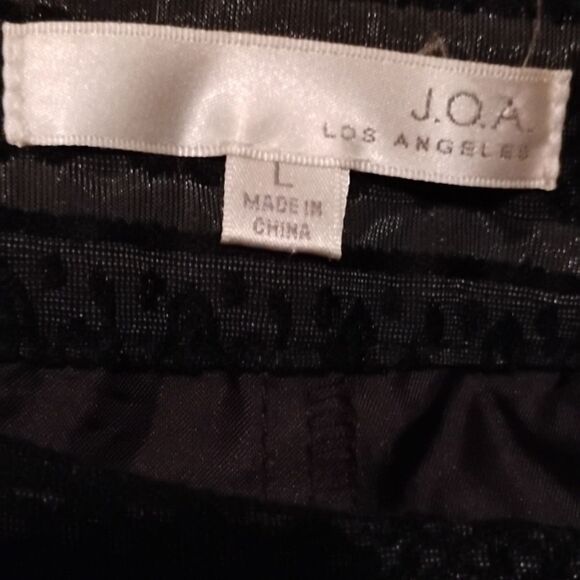 J.O.A.
LOS ANGELES
L
MADE IN
CHINA